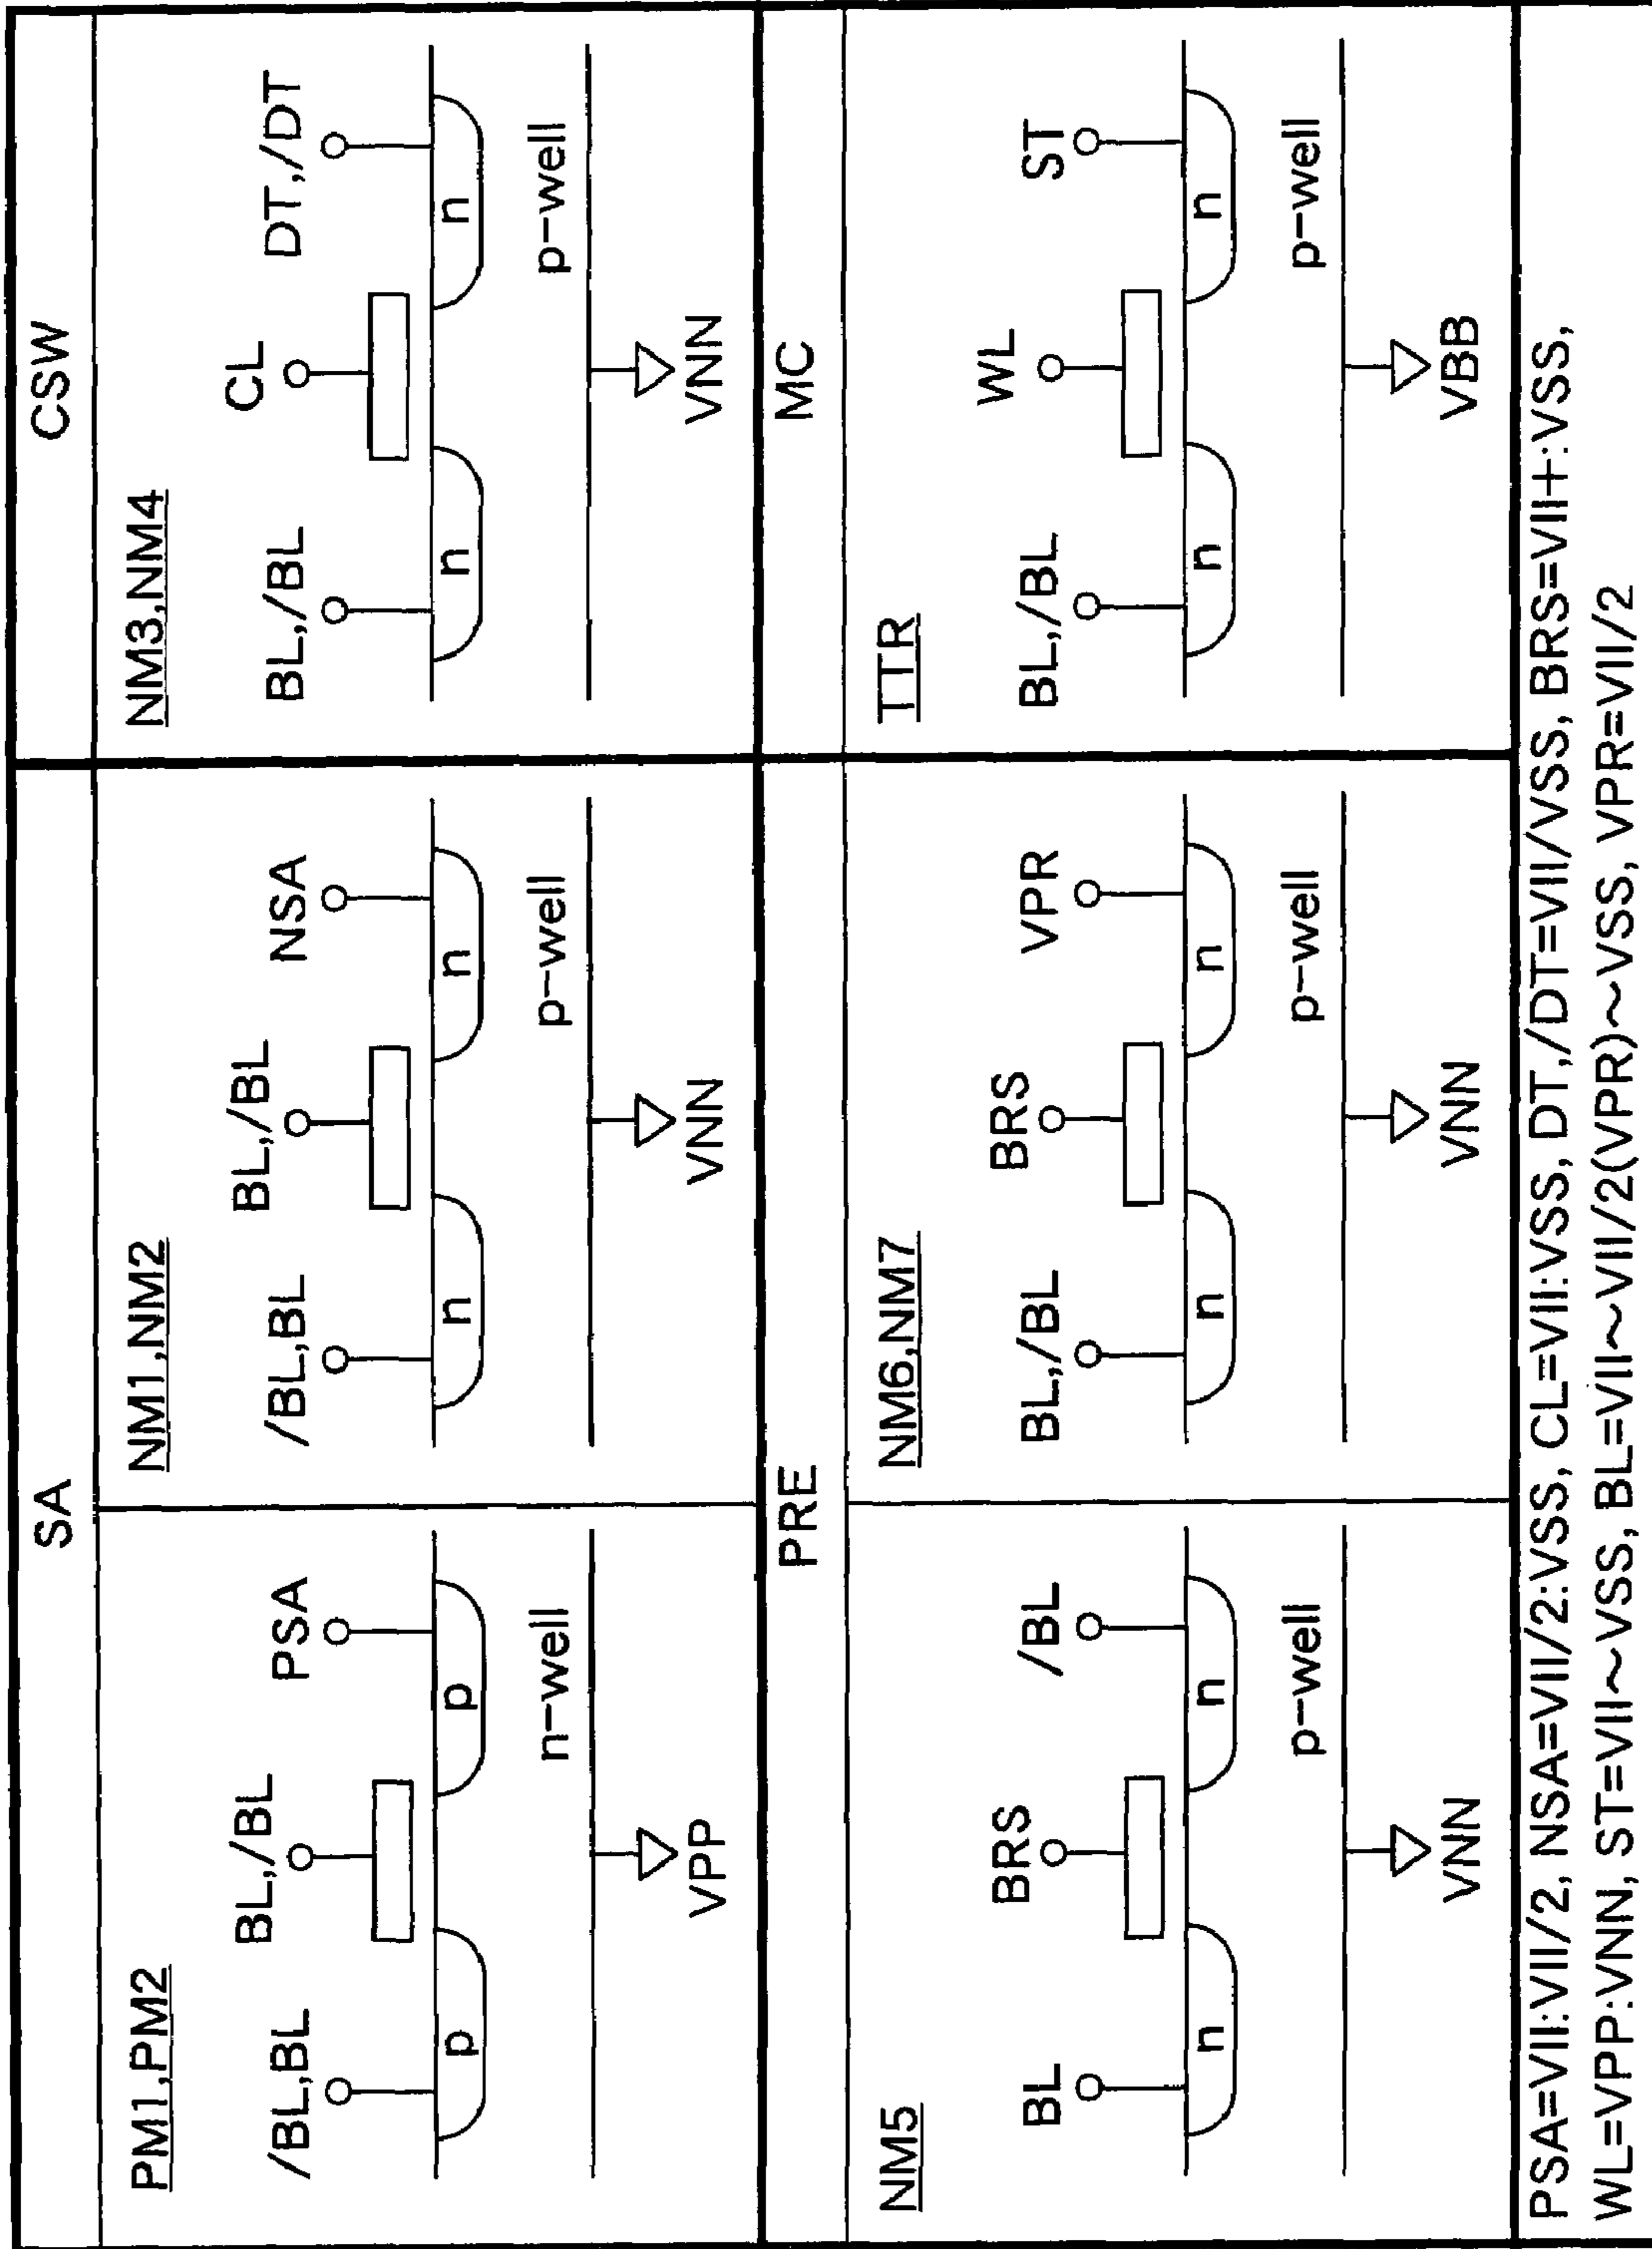 SA
CSW
PM1,PM2
NM1,NM2
NM3,NM4
/BL,BL
BL,/BL
PSA
/BL,BL
BL,/BL
NSA
BL,/BL
CL
DT,/DT
p
p
n
n
n
n
n-well
p-well
p-well
VPP
VNN
VNN
PRE
MC
NM5
NM6,NM7
TTR
BL
BRS
/BL
BL,/BL
BRS
VPR
BL,/BL
WL
ST
n
n
n
n
n
n
p-well
p-well
p-well
VNN
VNN
VBB
PSA=VII:VII/2, NSA=VII/2:VSS, CL=VII:VSS, DT,/DT=VII/VSS, BRS=VII+:VSS,
WL=VPP:VNN, ST=VII~VSS, BL=VII~VII/2(VPR)~VSS, VPR=VII/2